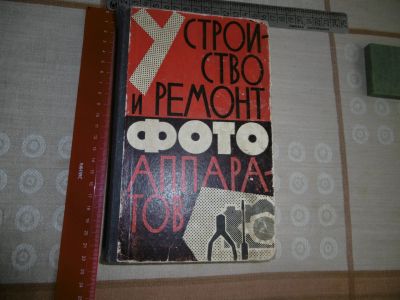 УСТРОЙ-
СТВО
и РЕМОНТ
ФОТО
АППАРА-
ТОВ